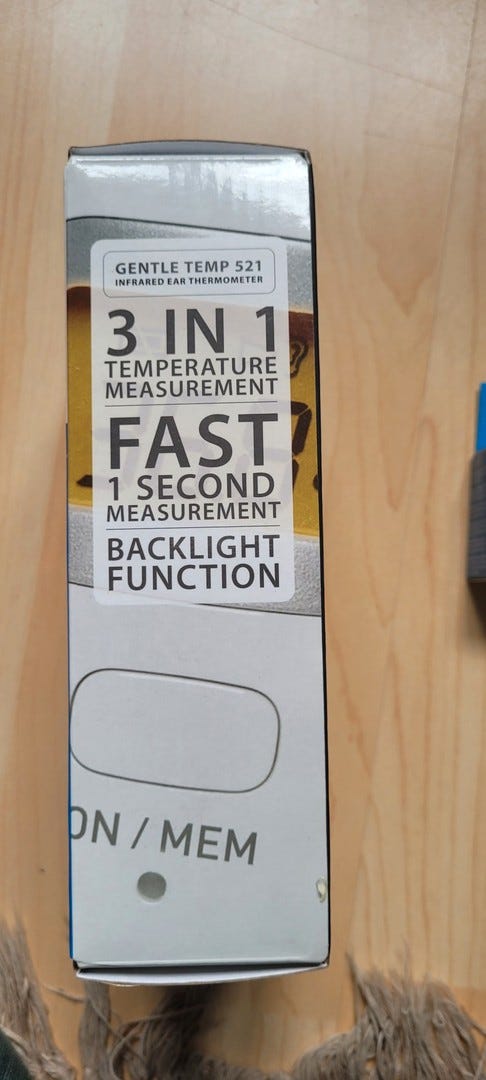 GENTLE TEMP 521
INFRARED EAR THERMOMETER
3 IN 1
TEMPERATURE
MEASUREMENT
FAST
1 SECOND
MEASUREMENT
BACKLIGHT
FUNCTION
ON / MEM